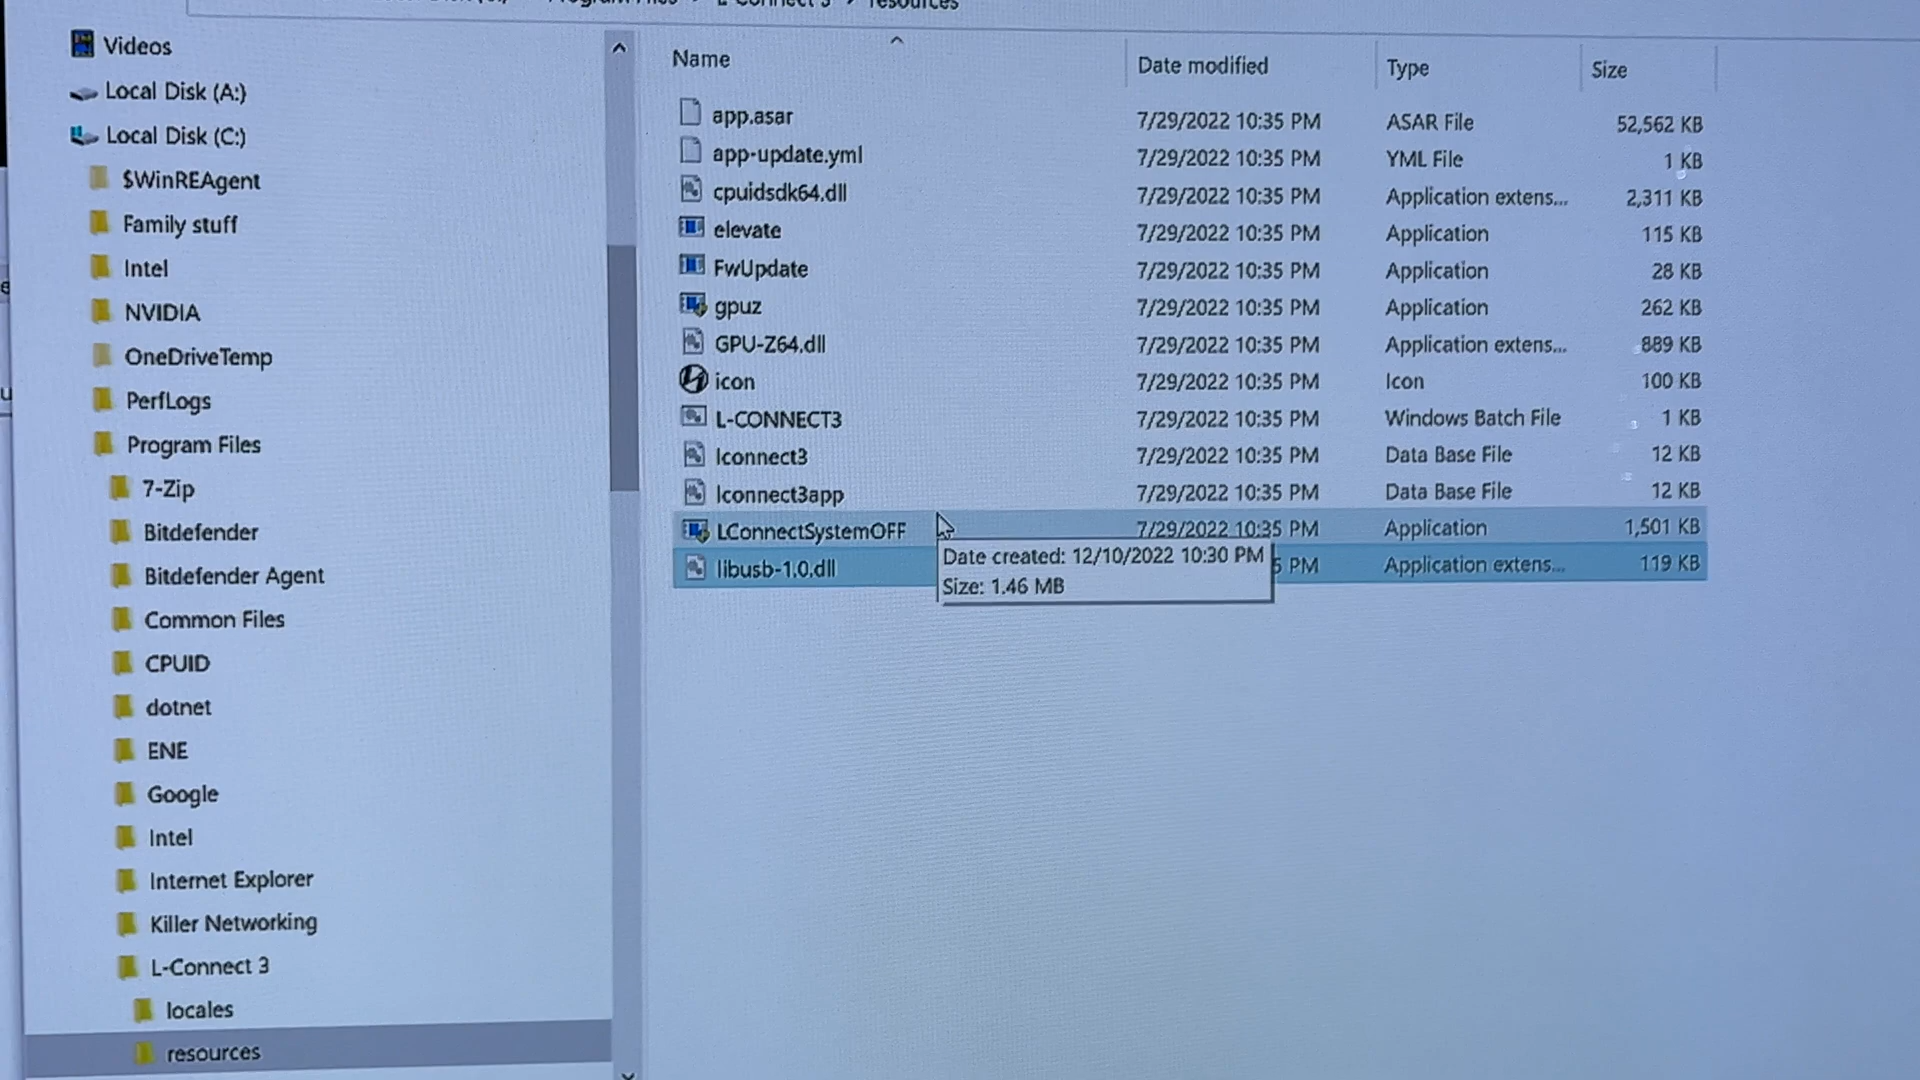 Program Files
L-Connect 3
resources
Videos
Local Disk (A:)
Local Disk (C:)
$WinREAgent
Family stuff
Intel
NVIDIA
OneDriveTemp
PerfLogs
Program Files
7-Zip
Bitdefender
Bitdefender Agent
Common Files
CPUID
dotnet
ENE
Google
Intel
Internet Explorer
Killer Networking
L-Connect 3
locales
resources
Name Date modified Type Size
app.asar 7/29/2022 10:35 PM ASAR File 52,562 KB
app-update.yml 7/29/2022 10:35 PM YML File 1 KB
cpuidsdk64.dll 7/29/2022 10:35 PM Application extens... 2,311 KB
elevate 7/29/2022 10:35 PM Application 115 KB
FwUpdate 7/29/2022 10:35 PM Application 28 KB
gpuz 7/29/2022 10:35 PM Application 262 KB
GPU-Z64.dll 7/29/2022 10:35 PM Application extens... 889 KB
icon 7/29/2022 10:35 PM Icon 100 KB
L-CONNECT3 7/29/2022 10:35 PM Windows Batch File 1 KB
lconnect3 7/29/2022 10:35 PM Data Base File 12 KB
lconnect3app 7/29/2022 10:35 PM Data Base File 12 KB
LConnectSystemOFF 7/29/2022 10:35 PM Application 1,501 KB
libusb-1.0.dll 5 PM Application extens... 119 KB
Date created: 12/10/2022 10:30 PM
Size: 1.46 MB